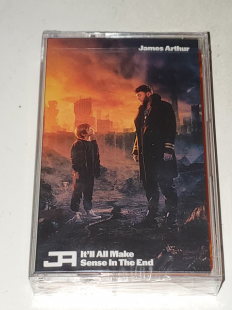 James Arthur
JA
It'll All Make
Sense In The End